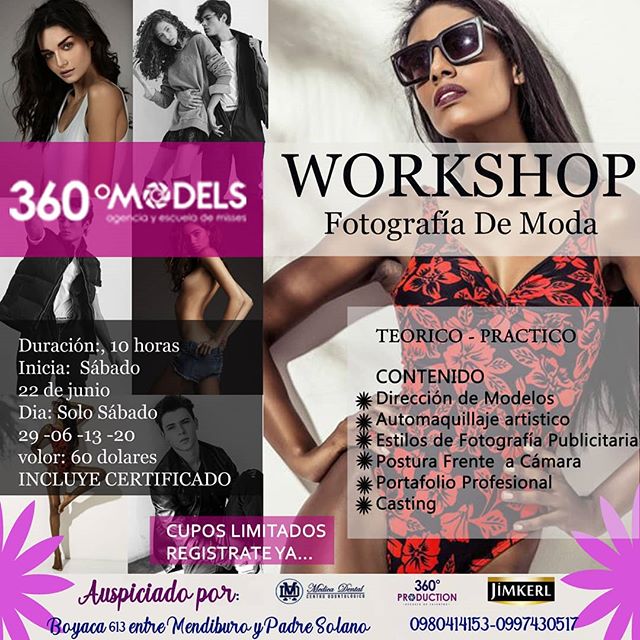 360°MODELS
agencia y escuela de misses
WORKSHOP
Fotografía De Moda
Duración:, 10 horas
Inicia: Sábado
22 de junio
Dia: Solo Sábado
29 -06 -13 -20
volor: 60 dolares
INCLUYE CERTIFICADO
TEORICO - PRACTICO
CONTENIDO
Dirección de Modelos
Automaquillaje artistico
Estilos de Fotografía Publicitaria
Postura Frente a Cámara
Portafolio Profesional
Casting
CUPOS LIMITADOS
REGISTRATE YA...
Auspiciado por:
Médica Dental
CENTRO ODONTOLÓGICO
360°
PRODUCTION
JIMKERL
Boyaca 613 entre Mendiburo y Padre Solano
0980414153-0997430517